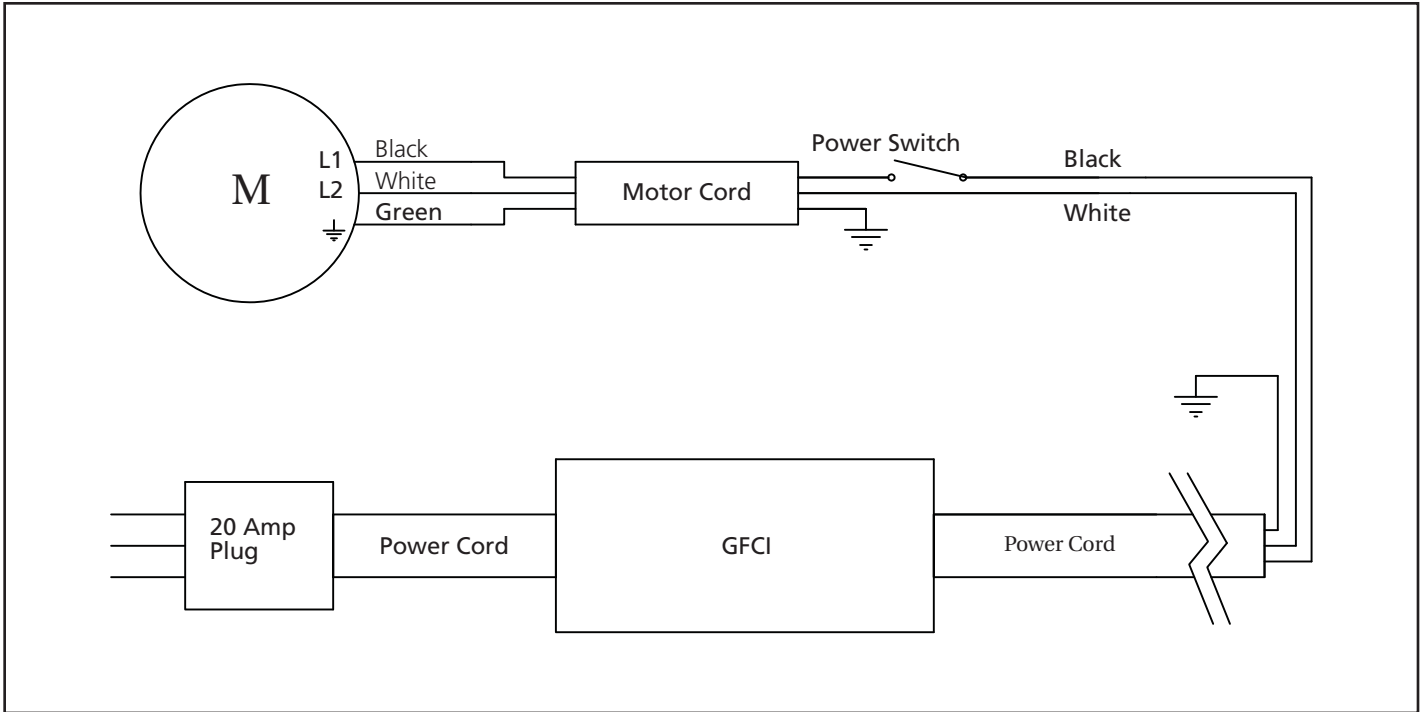 M
L1
L2
Black
White
Green
Motor Cord
Power Switch
Black
White
20 Amp
Plug
Power Cord
GFCI
Power Cord